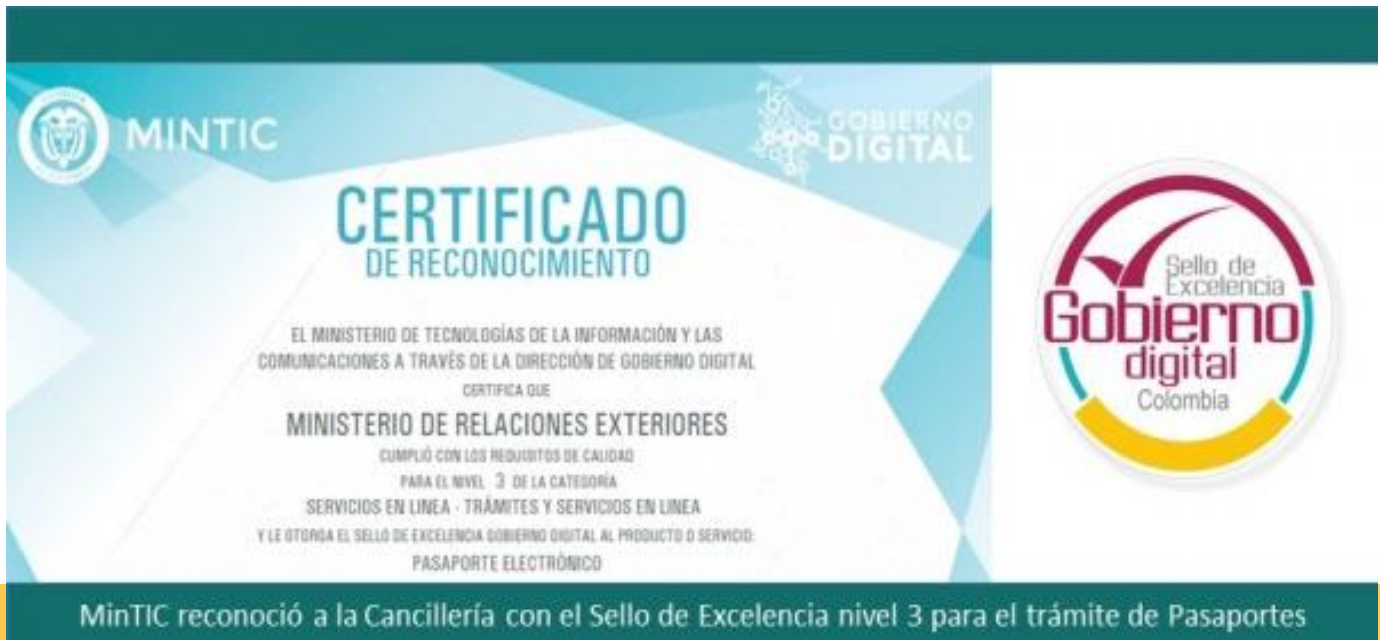 MINTIC
GOBIERNO
DIGITAL
CERTIFICADO
DE RECONOCIMIENTO
EL MINISTERIO DE TECNOLOGÍAS DE LA INFORMACIÓN Y LAS
COMUNICACIONES A TRAVÉS DE LA DIRECCIÓN DE GOBIERNO DIGITAL
CERTIFICA QUE
MINISTERIO DE RELACIONES EXTERIORES
CUMPLIÓ CON LOS REQUISITOS DE CALIDAD
PARA EL NIVEL 3 DE LA CATEGORÍA
SERVICIOS EN LINEA - TRÁMITES Y SERVICIOS EN LINEA
Y LE OTORGA EL SELLO DE EXCELENCIA GOBIERNO DIGITAL AL PRODUCTO O SERVICIO:
PASAPORTE ELECTRÓNICO
Sello de
Excelencia
Gobierno
digital
Colombia
MinTIC reconoció a la Cancillería con el Sello de Excelencia nivel 3 para el trámite de Pasaportes